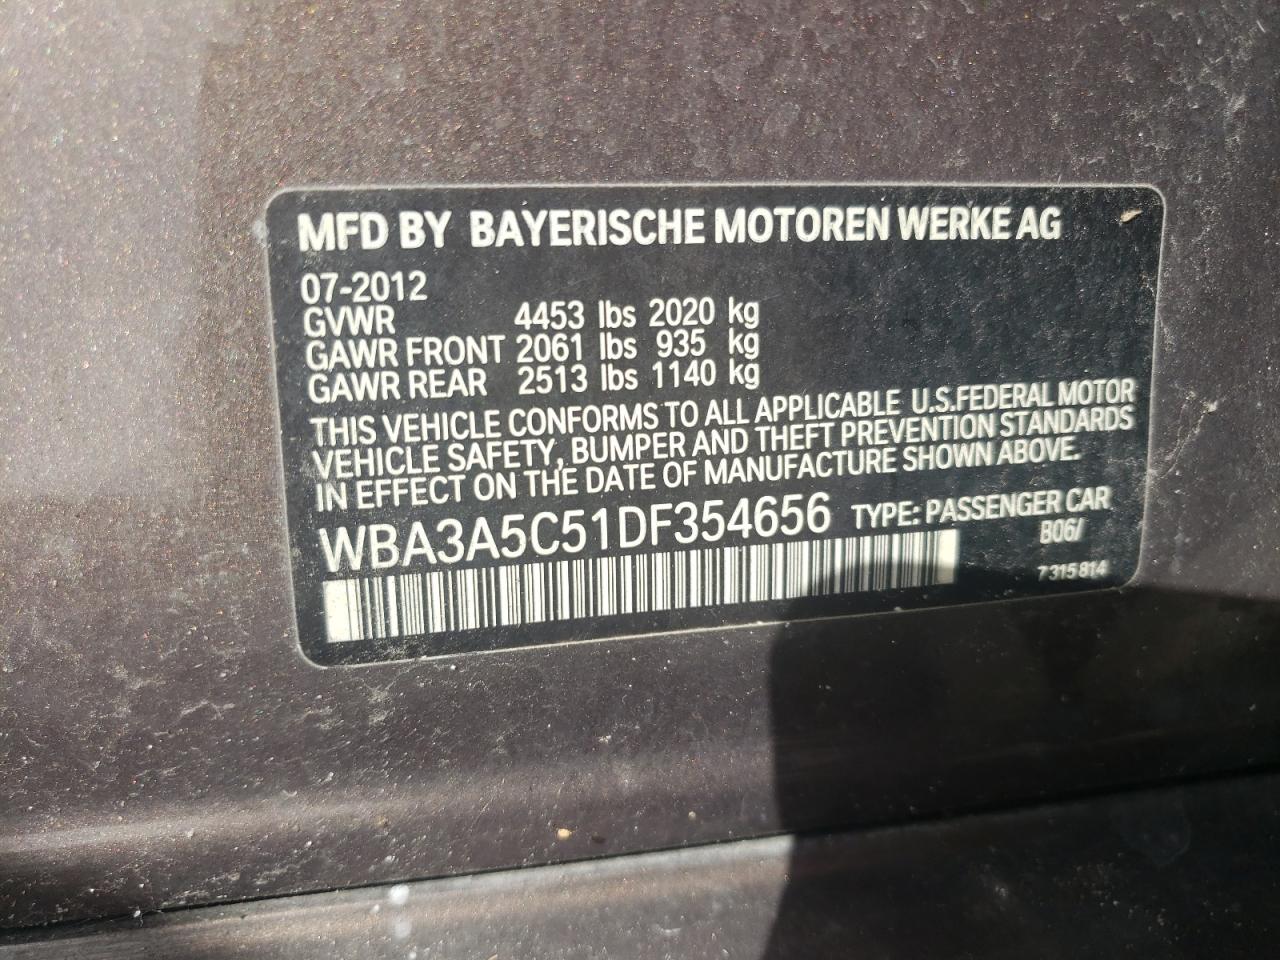 MFD BY BAYERISCHE MOTOREN WERKE AG
07-2012
GVWR 4453 lbs 2020 kg
GAWR FRONT 2061 lbs 935 kg
GAWR REAR 2513 lbs 1140 kg
THIS VEHICLE CONFORMS TO ALL APPLICABLE U.S.FEDERAL MOTOR
VEHICLE SAFETY, BUMPER AND THEFT PREVENTION STANDARDS
IN EFFECT ON THE DATE OF MANUFACTURE SHOWN ABOVE.
WBA3A5C51DF354656 TYPE: PASSENGER CAR
B06/
7 315 814